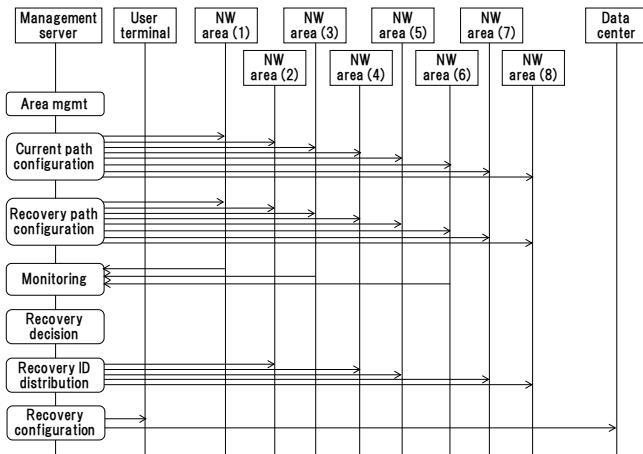 Management
server
User
terminal
NW
area (1)
NW
area (3)
NW
area (5)
NW
area (7)
Data
center
NW
area (2)
NW
area (4)
NW
area (6)
NW
area (8)
Area mgmt
Current path
configuration
Recovery path
configuration
Monitoring
Recovery
decision
Recovery ID
distribution
Recovery
configuration